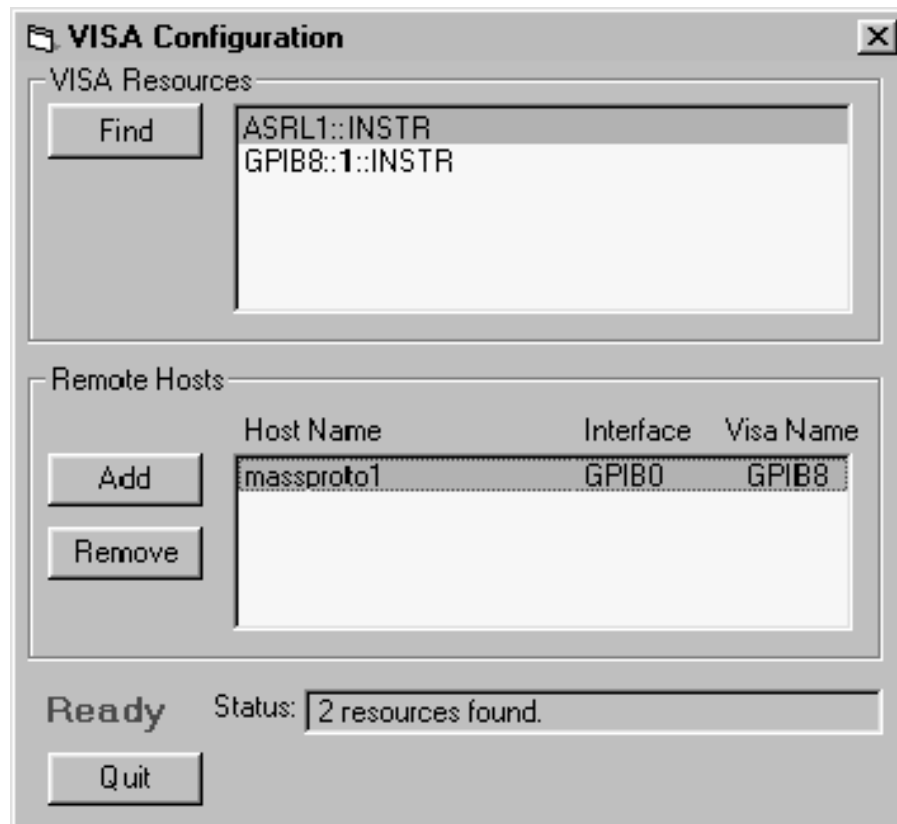 VISA Configuration
VISA Resources
Find
ASRL1::INSTR
GPIB8::1::INSTR
Remote Hosts
Host Name Interface Visa Name
Add
massproto1 GPIB0 GPIB8
Remove
Ready Status: 2 resources found.
Quit